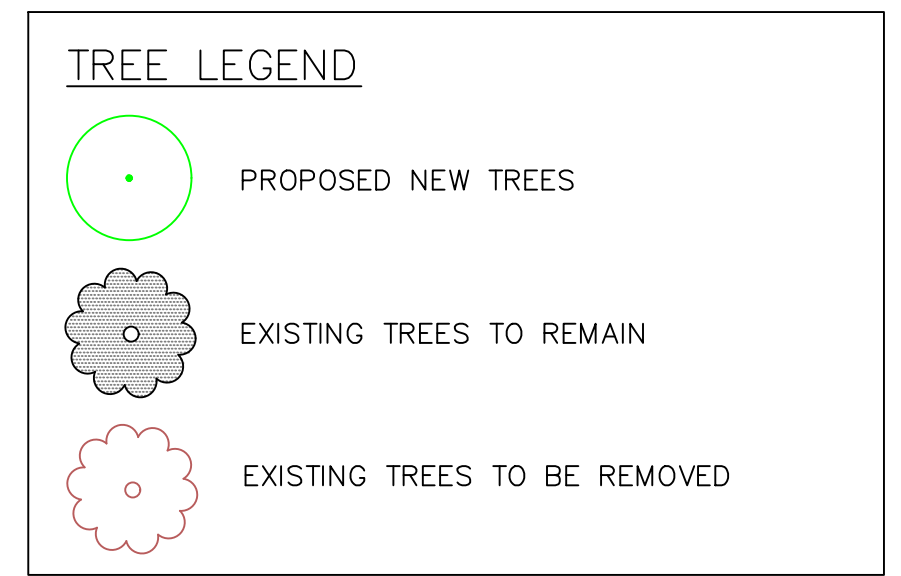 TREE LEGEND
PROPOSED NEW TREES
EXISTING TREES TO REMAIN
EXISTING TREES TO BE REMOVED